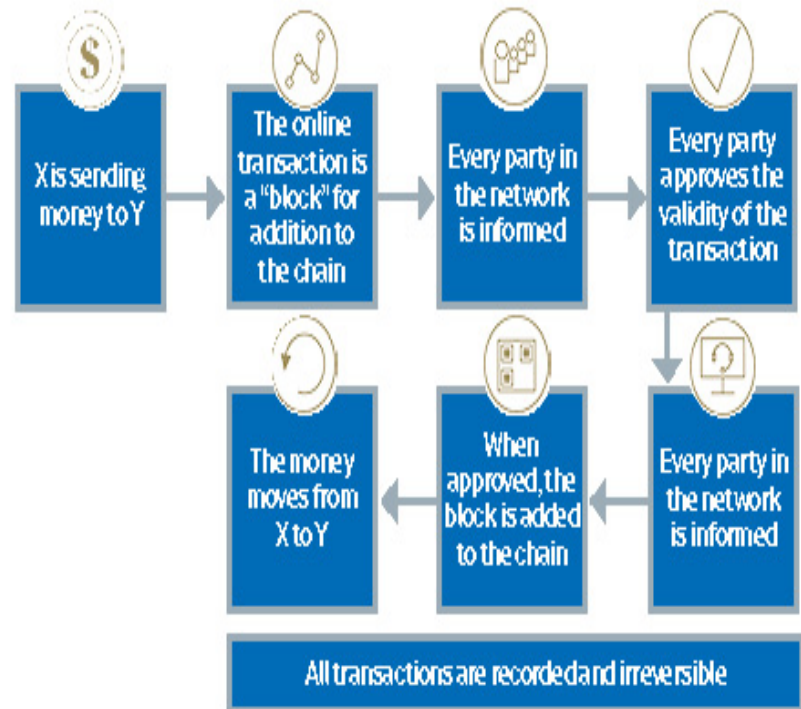 $
X is sending
money to Y
The online
transaction is
a "block" for
addition to
the chain
Every party in
the network
is informed
Every party
approves the
validity of the
transaction
Every party in
the network
is informed
When
approved, the
block is added
to the chain
The money
moves from
X to Y
All transactions are recorded and irreversible